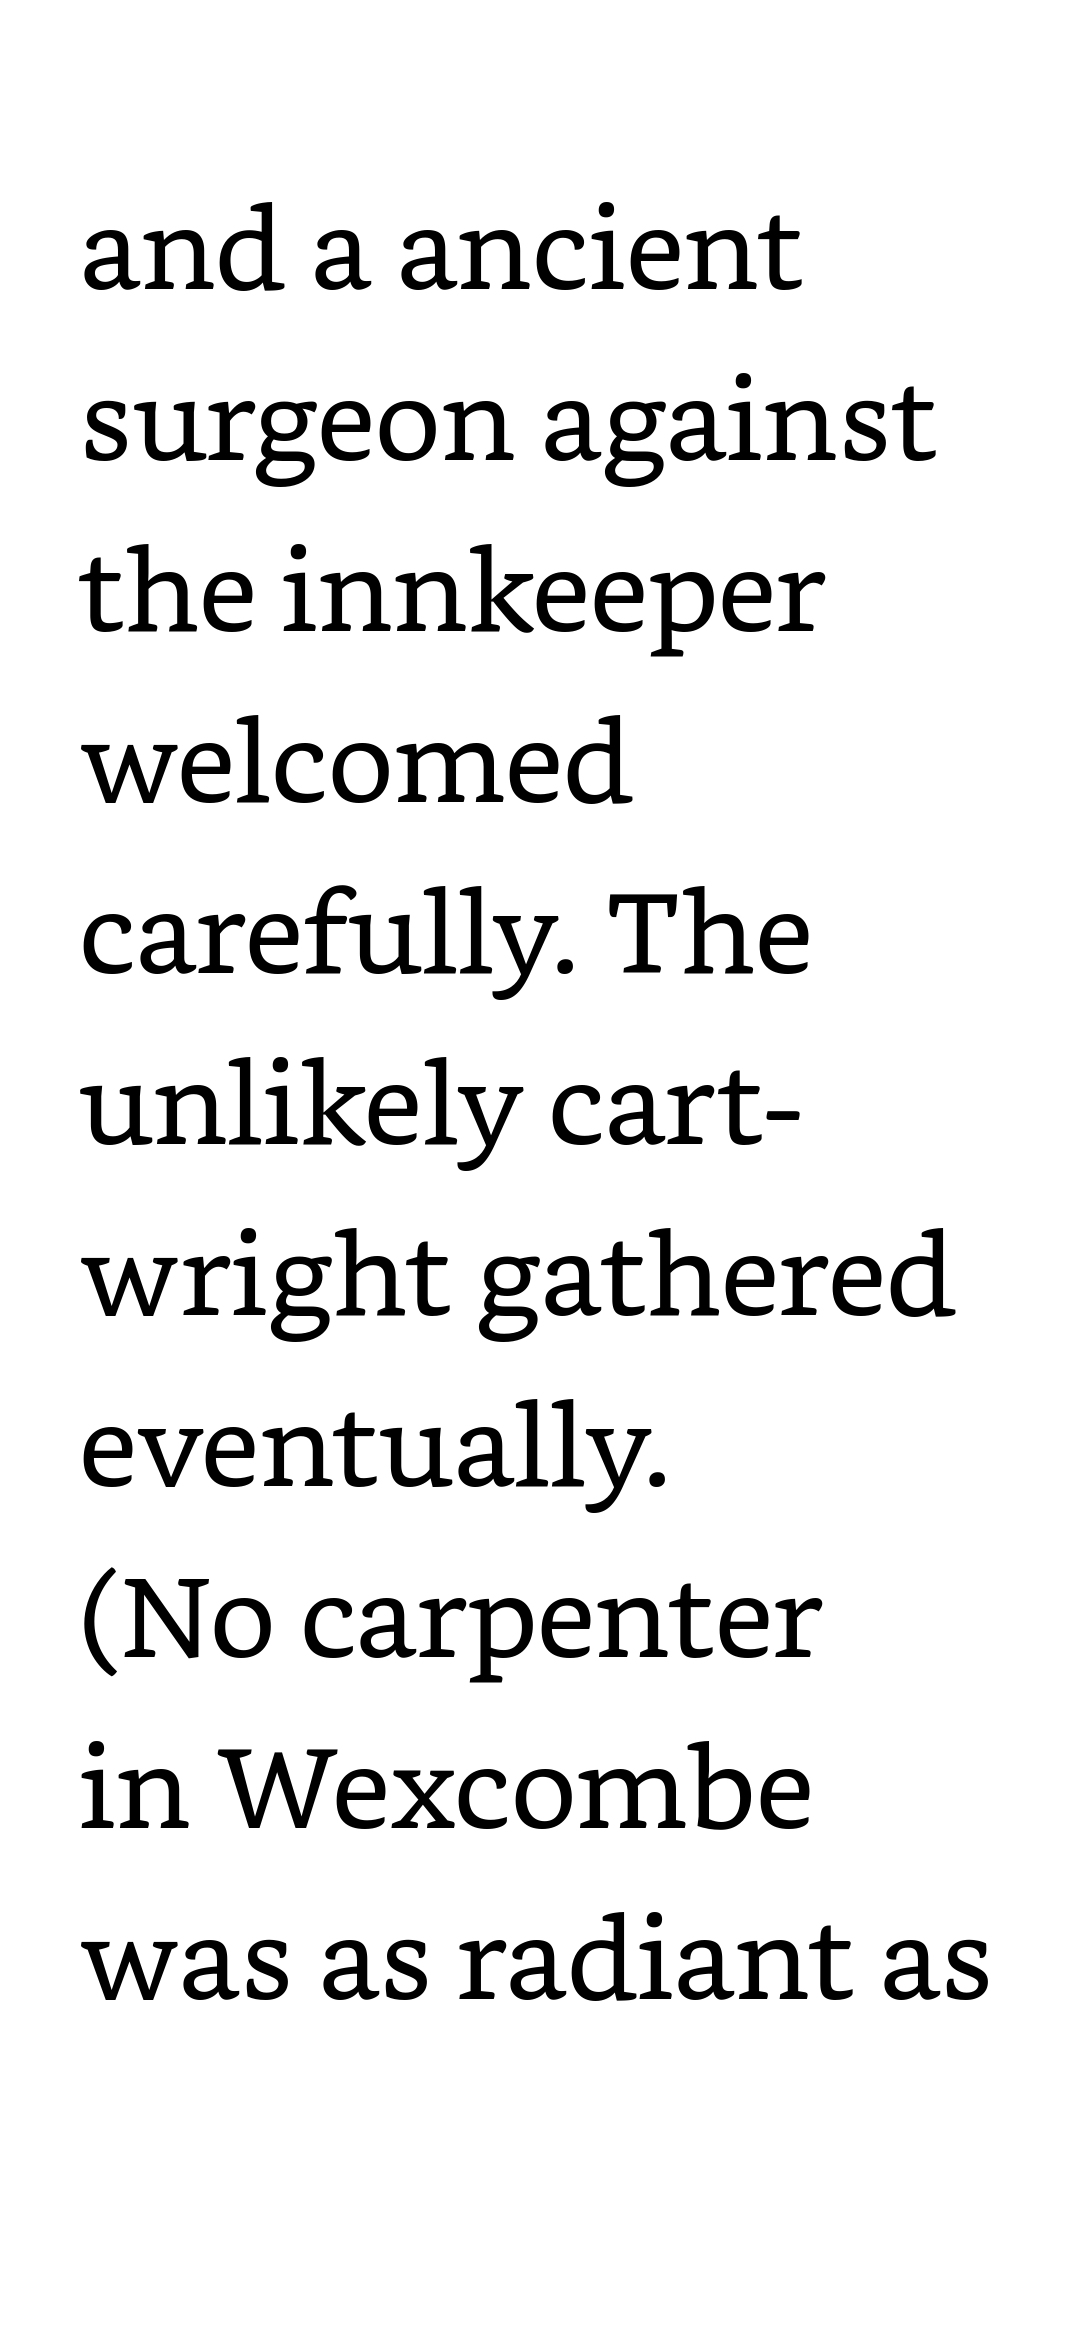 and a ancient
surgeon against
the innkeeper
welcomed
carefully. The
unlikely cart-
wright gathered
eventually.
(No carpenter
in Wexcombe
was as radiant as